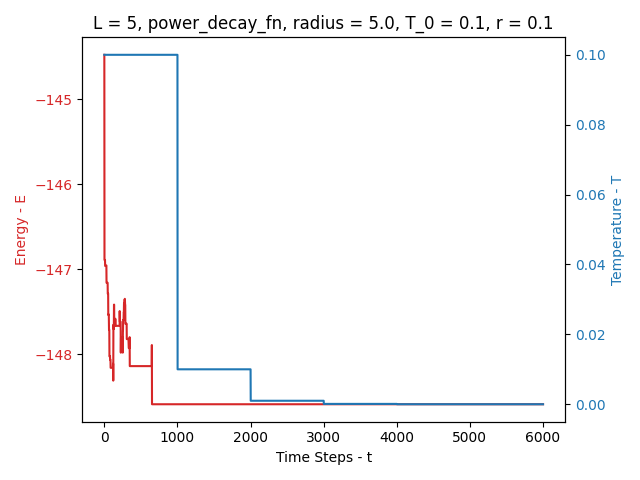 L = 5, power_decay_fn, radius = 5.0, T_0 = 0.1, r = 0.1
−145
−146
−147
−148
Energy - E
0.10
0.08
0.06
0.04
0.02
0.00
Temperature - T
0 1000 2000 3000 4000 5000 6000
Time Steps - t